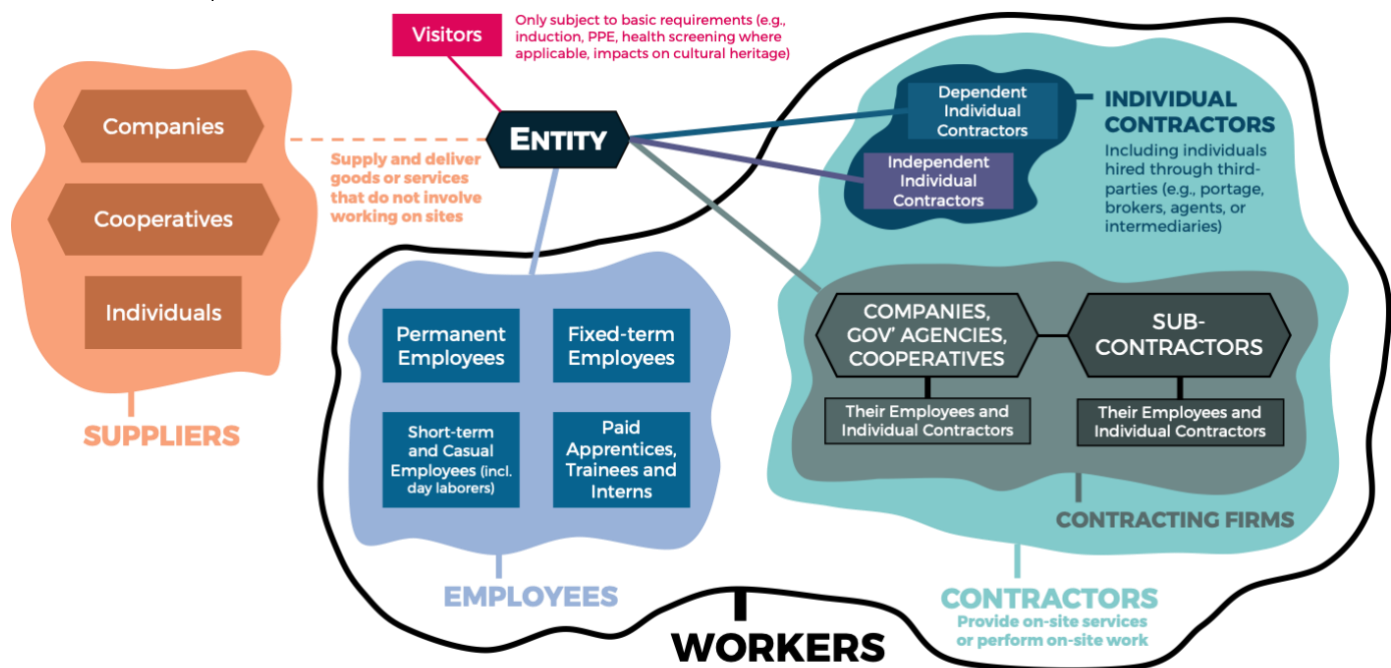 Visitors
Only subject to basic requirements (e.g.,
induction, PPE, health screening where
applicable, impacts on cultural heritage)
Companies
Cooperatives
Individuals
SUPPLIERS
Supply and deliver
goods or services
that do not involve
working on sites
ENTITY
Dependent
Individual
Contractors
Independent
Individual
Contractors
INDIVIDUAL
CONTRACTORS
Including individuals
hired through third-
parties (e.g., portage,
brokers, agents, or
intermediaries)
Permanent
Employees
Fixed-term
Employees
Short-term
and Casual
Employees (incl.
day laborers)
Paid
Apprentices,
Trainees and
Interns
EMPLOYEES
COMPANIES,
GOV’ AGENCIES,
COOPERATIVES
Their Employees and
Individual Contractors
SUB-
CONTRACTORS
Their Employees and
Individual Contractors
CONTRACTING FIRMS
CONTRACTORS
Provide on-site services
or perform on-site work
WORKERS